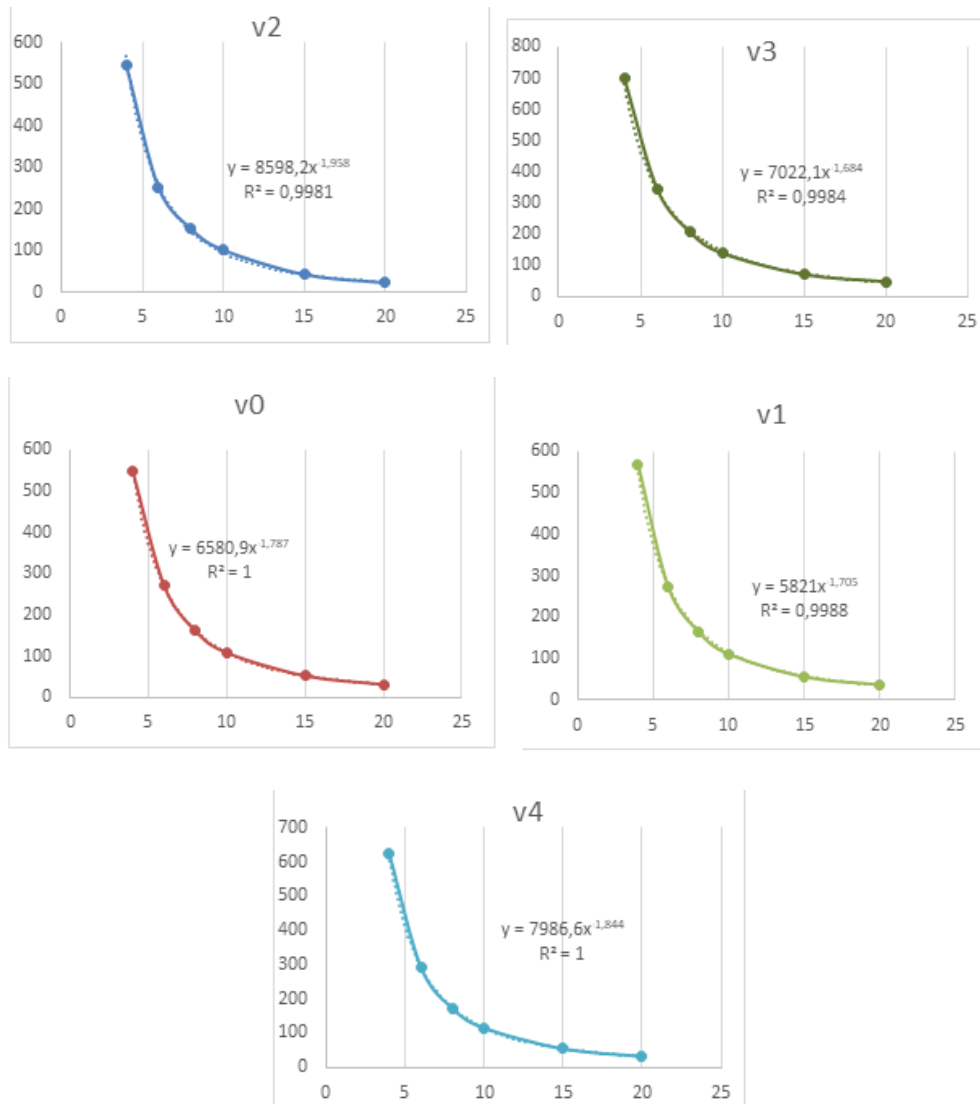 v2
600
500
400
300
200
100
0
0 5 10 15 20 25
y = 8598,2x-1,958
R² = 0,9981
v3
800
700
600
500
400
300
200
100
0
0 5 10 15 20 25
y = 7022,1x-1,684
R² = 0,9984
v0
600
500
400
300
200
100
0
0 5 10 15 20 25
y = 6580,9x-1,787
R² = 1
v1
600
500
400
300
200
100
0
0 5 10 15 20 25
y = 5821x-1,705
R² = 0,9988
v4
700
600
500
400
300
200
100
0
0 5 10 15 20 25
y = 7986,6x-1,844
R² = 1